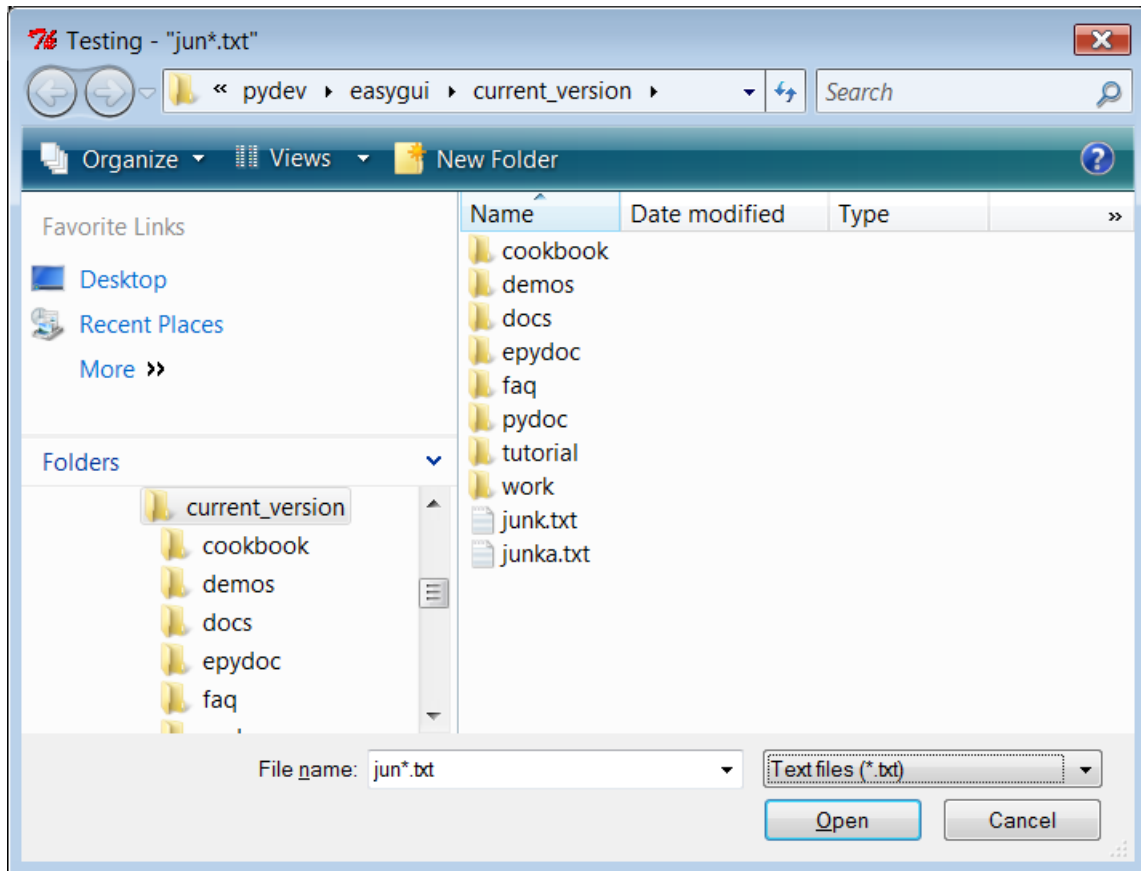 Testing - "jun*.txt"
« pydev easygui current_version Search
Organize Views New Folder
Favorite Links
Desktop
Recent Places
More »
Folders
current_version
cookbook
demos
docs
epydoc
faq
Name Date modified Type »
cookbook
demos
docs
epydoc
faq
pydoc
tutorial
work
junk.txt
junka.txt
File name: jun*.txt Text files (*.txt)
Open Cancel